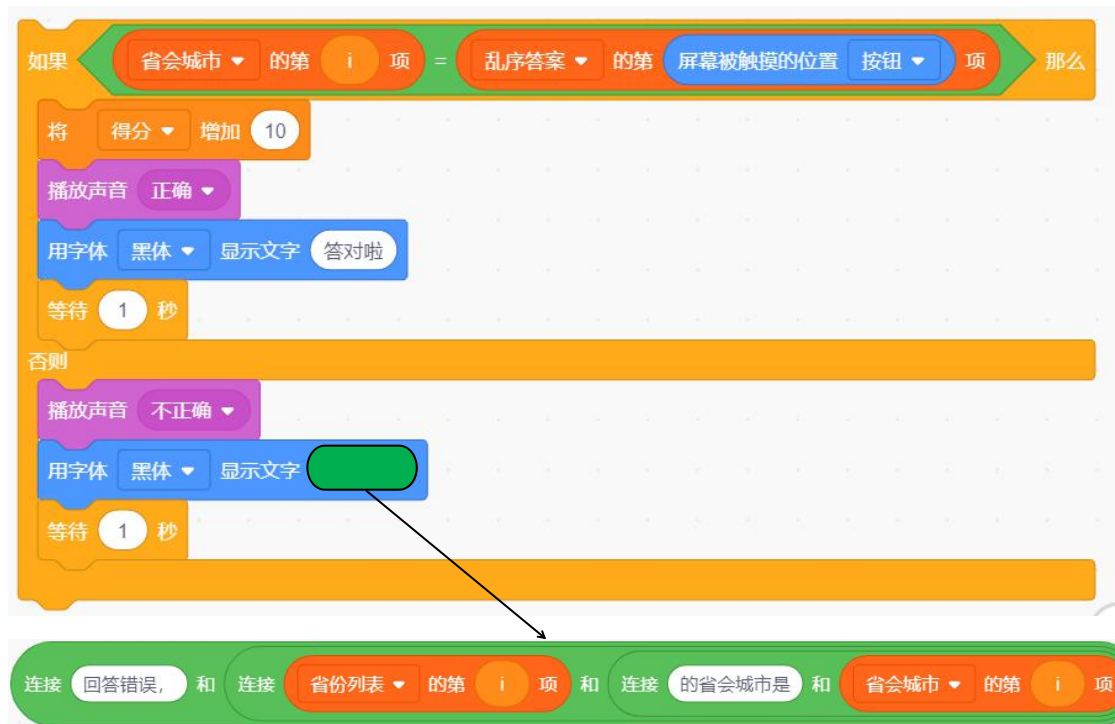 如果 省会城市 的第 i 项 = 乱序答案 的第 屏幕被触摸的位置 按钮 项 那么
将 得分 增加 10
播放声音 正确
用字体 黑体 显示文字 答对啦
等待 1 秒
否则
播放声音 不正确
用字体 黑体 显示文字
等待 1 秒
连接 回答错误, 和 连接 省份列表 的第 i 项 和 连接 的省会城市是 和 省会城市 的第 i 项